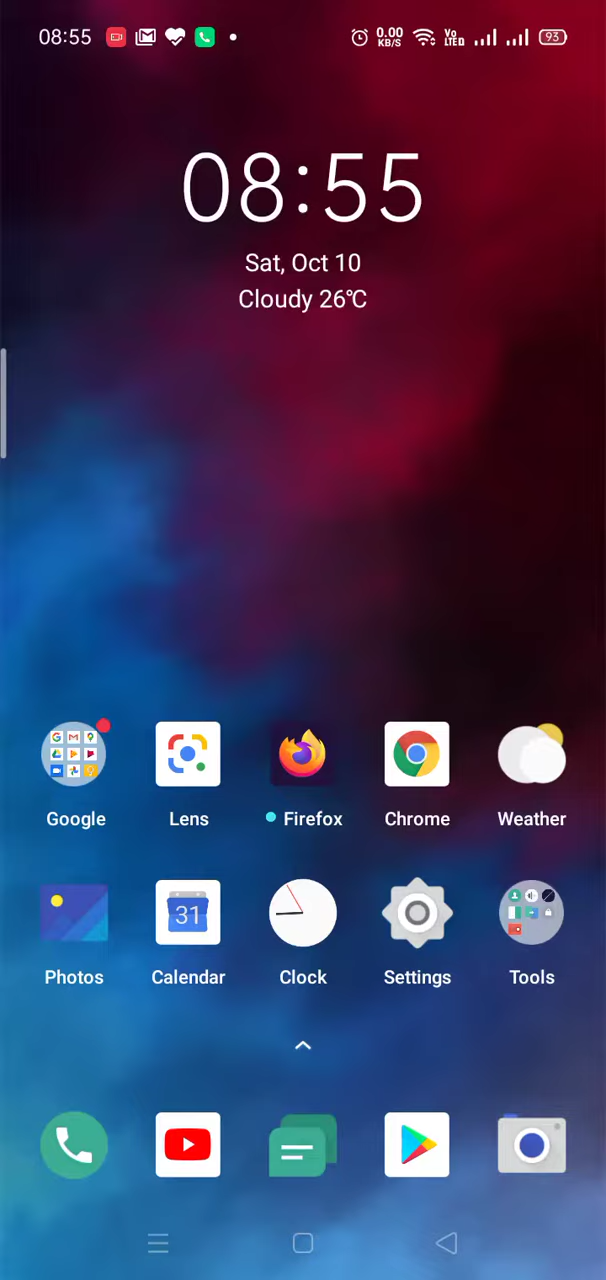 08:55
0.00
KB/S
Vo
LTE
93
08:55
Sat, Oct 10
Cloudy 26℃
Google
Lens
Firefox
Chrome
Weather
31
Photos
Calendar
Clock
Settings
Tools